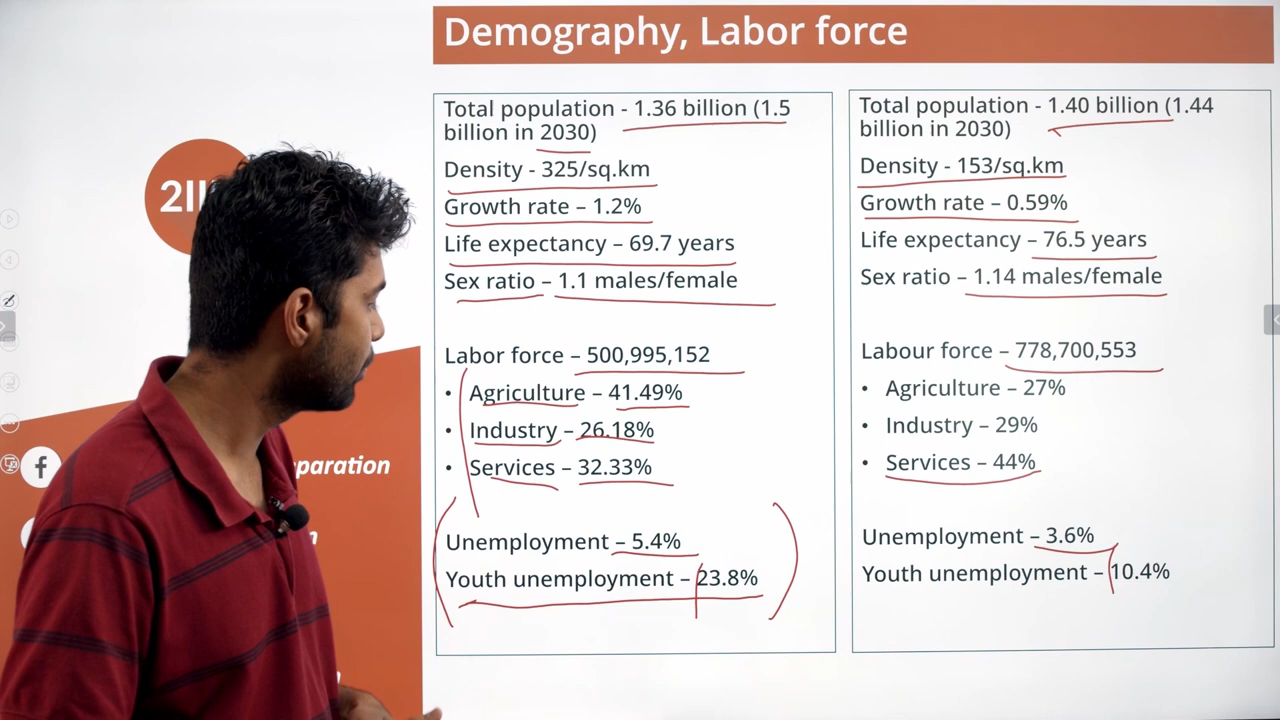 Demography, Labor force
Total population - 1.36 billion (1.5
billion in 2030)
Density - 325/sq.km
Growth rate – 1.2%
Life expectancy – 69.7 years
Sex ratio – 1.1 males/female
Labor force – 500,995,152
• Agriculture – 41.49%
• Industry – 26.18%
• Services – 32.33%
Unemployment – 5.4%
Youth unemployment – 23.8%
Total population - 1.40 billion (1.44
billion in 2030)
Density - 153/sq.km
Growth rate – 0.59%
Life expectancy – 76.5 years
Sex ratio – 1.14 males/female
Labour force – 778,700,553
• Agriculture – 27%
• Industry – 29%
• Services – 44%
Unemployment – 3.6%
Youth unemployment – 10.4%